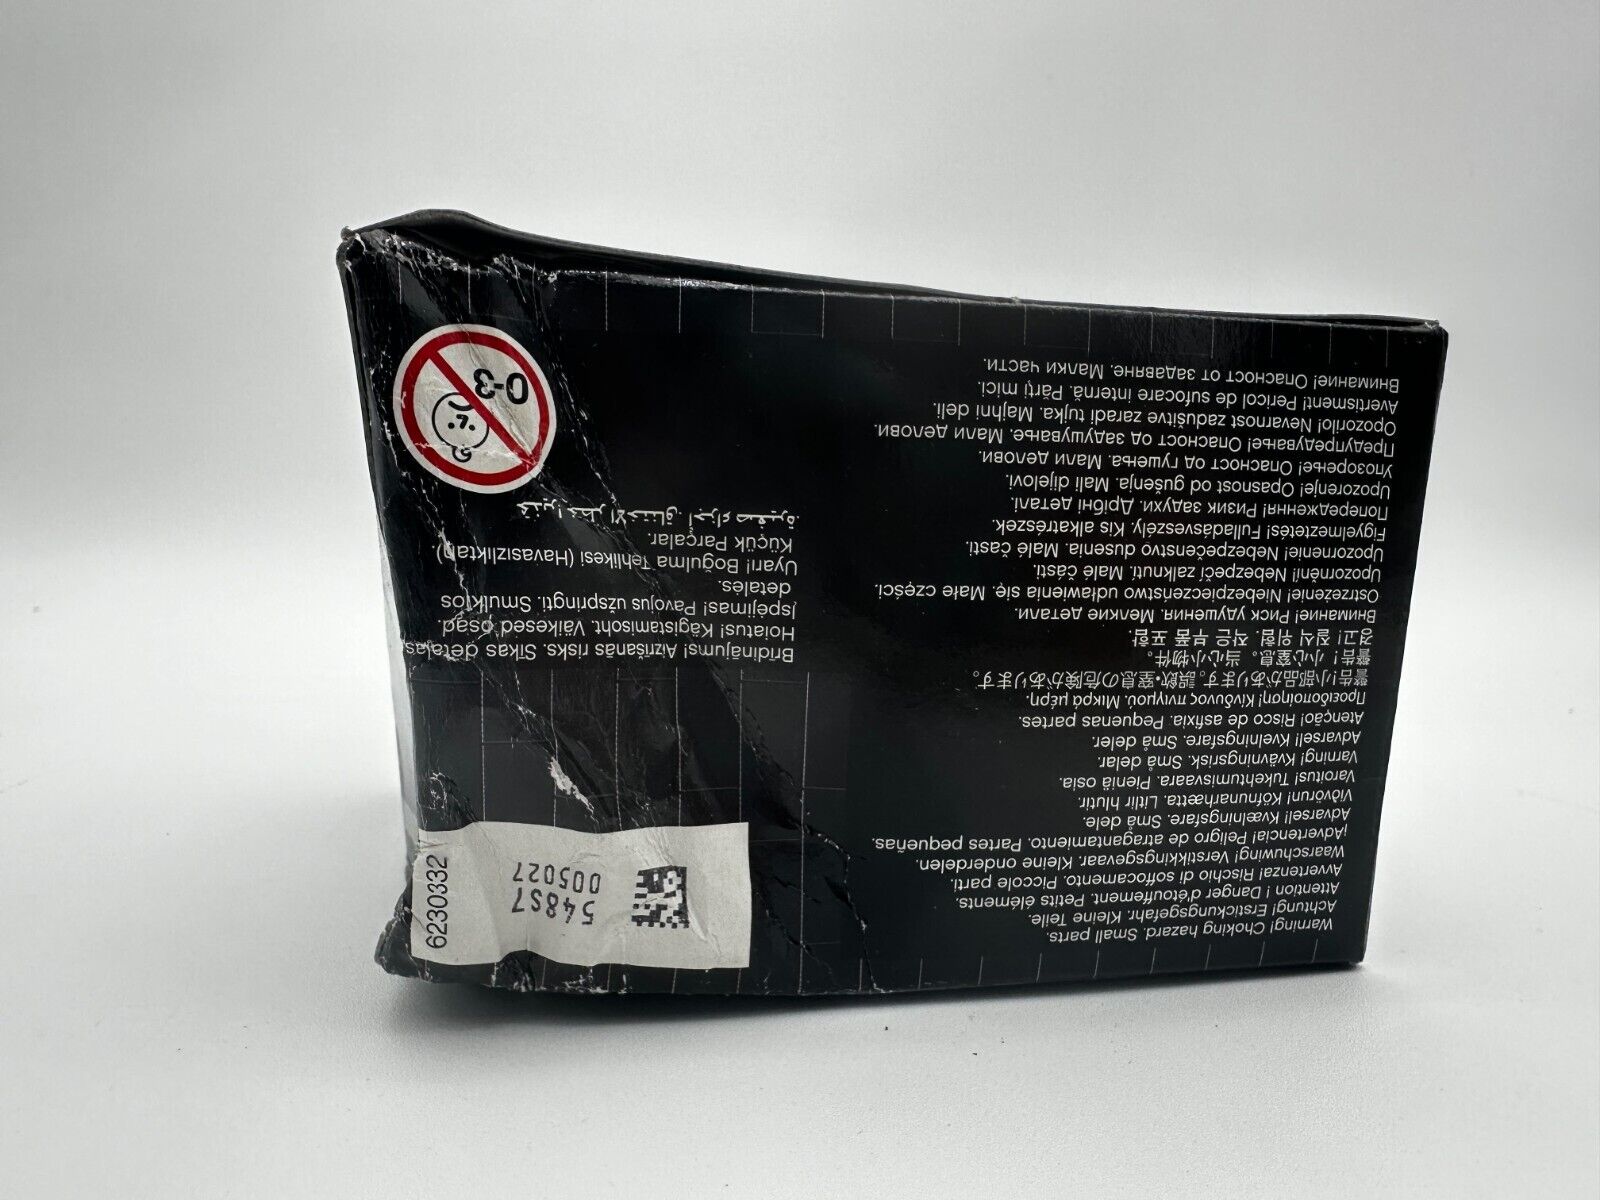 Warning! Choking hazard. Small parts.
Achtung! Erstickungsgefahr. Kleine Teile.
Attention ! Danger d'étouffement. Petits éléments.
Avvertenza! Rischio di soffocamento. Piccole parti.
Waarschuwing! Verstikkingsgevaar. Kleine onderdelen.
¡Advertencia! Peligro de atragantamiento. Partes pequeñas.
Advarsel! Kvælningsfare. Små dele.
Viðvörun! Köfnunarhætta. Litlir hlutir.
Varoitus! Tukehtumisvaara. Pieniä osia.
Varning! Kvävningsrisk. Små delar.
Advarsel! Kvelningsfare. Små deler.
Atenção! Risco de asfixia. Pequenas partes.
Προειδοποίηση! Κίνδυνος πνιγμού. Μικρά μέρη.
警告!小部品があります。誤飲・窒息の危険があります。
警告！小心窒息。当心小物件。
경고! 질식 위험. 작은 부품 포함.
Внимание! Риск удушения. Мелкие детали.
Ostrzeżenie! Niebezpieczeństwo udławienia się. Małe części.
Upozornění! Nebezpečí zalknutí. Malé části.
Upozornenie! Nebezpečenstvo dusenia. Malé časti.
Figyelmeztetés! Fulladásveszély. Kis alkatrészek.
Попередження! Ризик задухи. Дрібні деталі.
Upozorenje! Opasnost od gušenja. Mali dijelovi.
Упозорење! Опасност од гушења. Мали делови.
Предупредување! Опасност од задушување. Мали делови.
Opozorilo! Nevarnost zadušitve zaradi tujka. Majhni deli.
Avertisment! Pericol de sufocare internă. Părți mici.
Внимание! Опасност от задавяне. Малки части.
Brīdinājums! Aizrīšanās risks. Sīkas detaļas.
Hoiatus! Kägistamisoht. Väikesed osad.
Įspėjimas! Pavojus užspringti. Smulkios
detalės.
Uyarı! Boğulma Tehlikesi (Havasızlıktan).
Küçük Parçalar.
تحذير! خطر الاختناق. أجزاء صغيرة.
0-3
548S7
005027
6230332